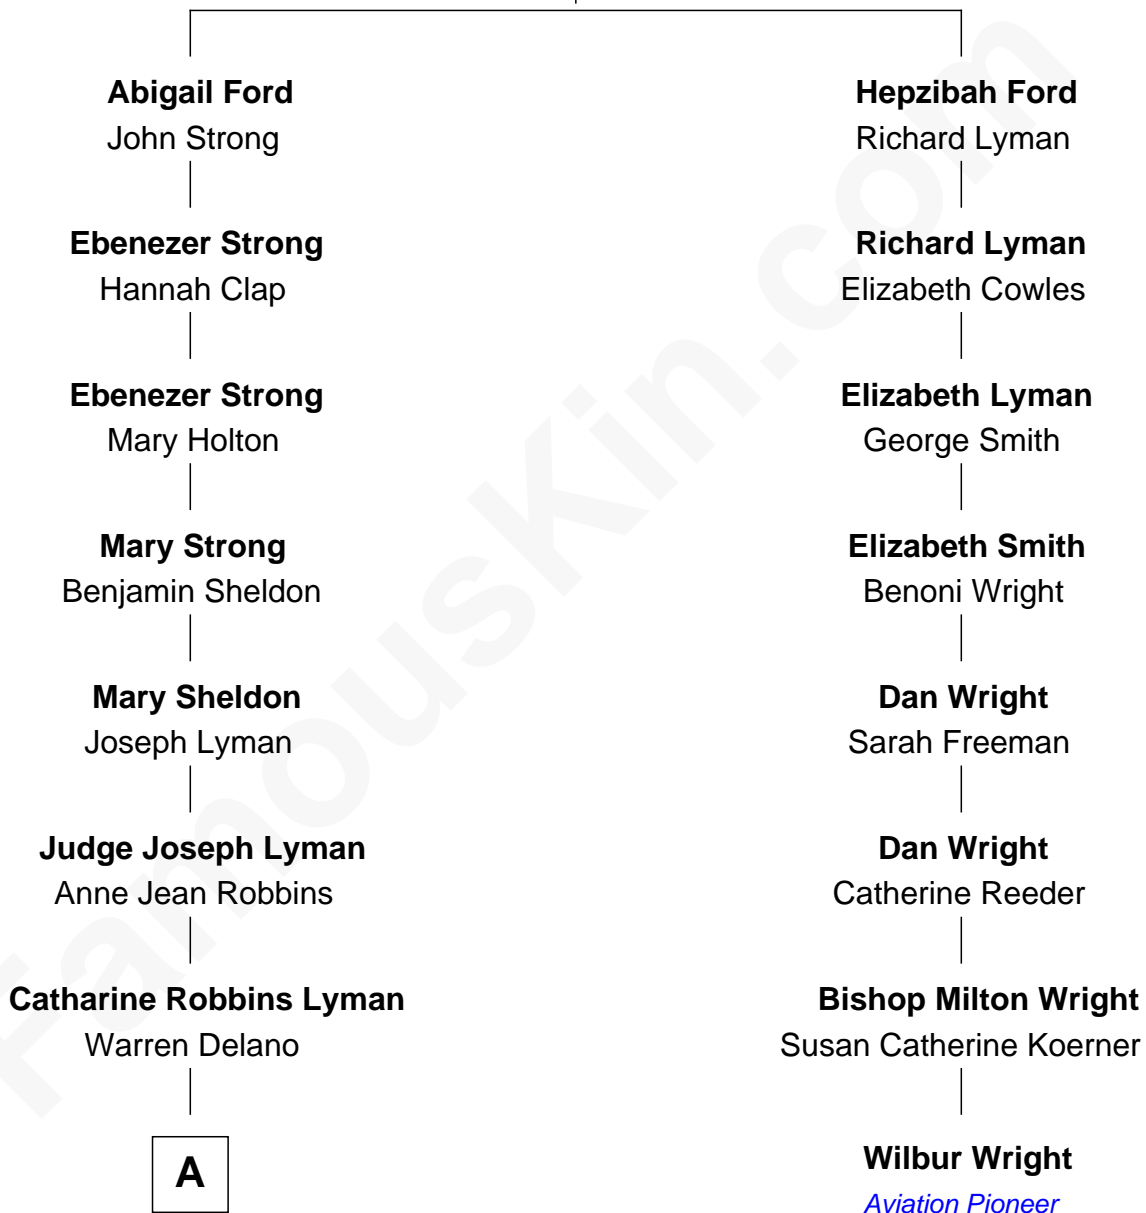 Abigail Ford
John Strong
Hepzibah Ford
Richard Lyman
Ebenezer Strong
Hannah Clap
Richard Lyman
Elizabeth Cowles
Ebenezer Strong
Mary Holton
Elizabeth Lyman
George Smith
Mary Strong
Benjamin Sheldon
Elizabeth Smith
Benoni Wright
Mary Sheldon
Joseph Lyman
Dan Wright
Sarah Freeman
Judge Joseph Lyman
Anne Jean Robbins
Dan Wright
Catherine Reeder
Catharine Robbins Lyman
Warren Delano
Bishop Milton Wright
Susan Catherine Koerner
A
Wilbur Wright
Aviation Pioneer
FamousKin.com